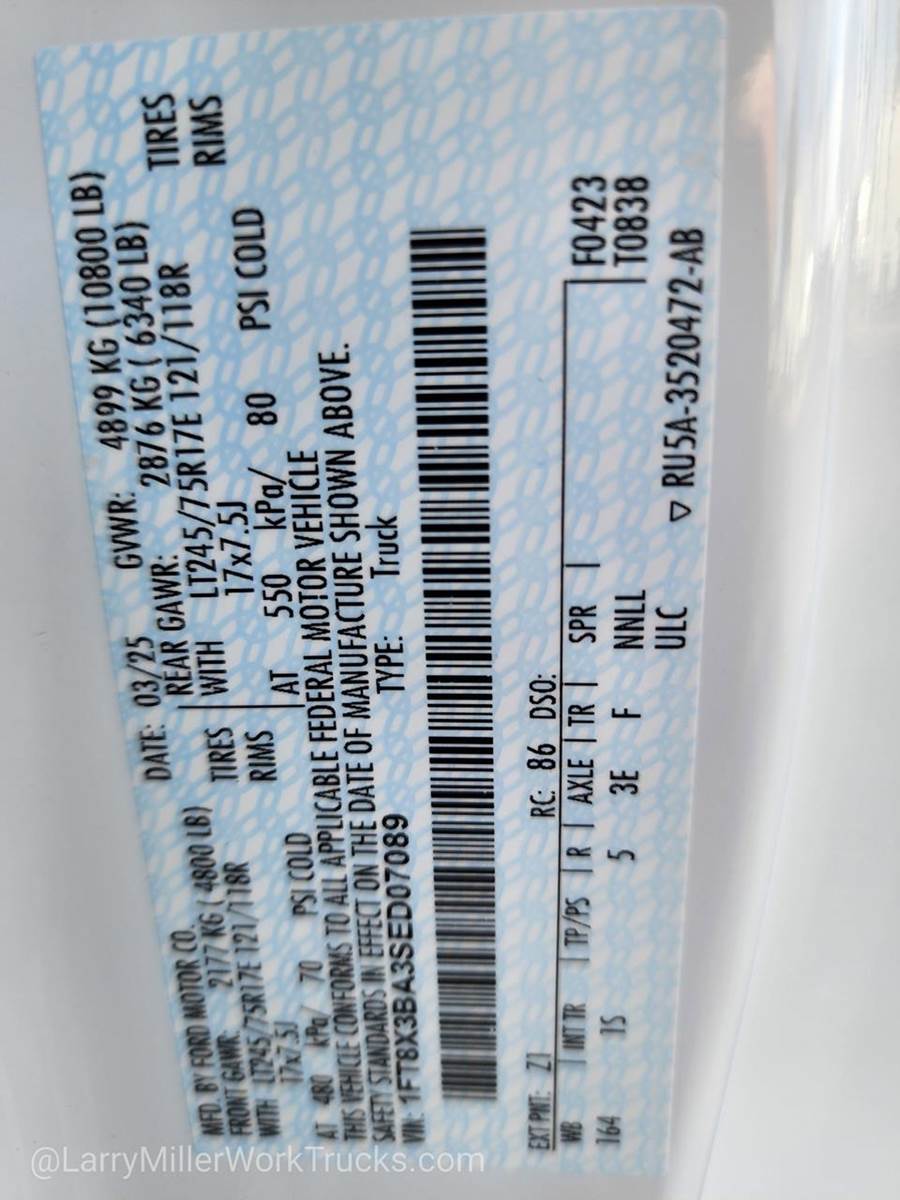 MFD. BY FORD MOTOR CO. DATE: 03/25 GVWR: 4899 KG (10800 LB)
FRONT GAWR: 2177 KG ( 4800 LB) REAR GAWR: 2876 KG ( 6340 LB)
WITH LT245/75R17E 121/118R TIRES WITH LT245/75R17E 121/118R TIRES
17x7.5J RIMS 17x7.5J RIMS
AT 480 kPa/ 70 PSI COLD AT 550 kPa/ 80 PSI COLD
THIS VEHICLE CONFORMS TO ALL APPLICABLE FEDERAL MOTOR VEHICLE
SAFETY STANDARDS IN EFFECT ON THE DATE OF MANUFACTURE SHOWN ABOVE.
VIN: 1FT8X3BA3SED07089 TYPE: Truck
EXT PNT: Z1 RC: 86 DSO:
WB | INT TR | TP/PS | R | AXLE | TR | SPR | F0423
164 1S 5 3E F NNLL T0838
ULC
▽ RU5A-3520472-AB
@LarryMillerWorkTrucks.com